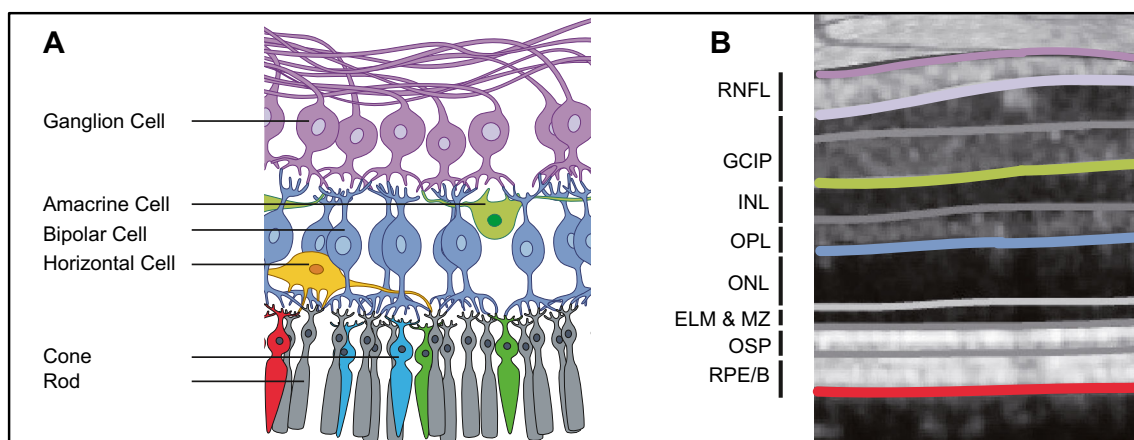 A
Ganglion Cell
Amacrine Cell
Bipolar Cell
Horizontal Cell
Cone
Rod
B
RNFL
GCIP
INL
OPL
ONL
ELM & MZ
OSP
RPE/B